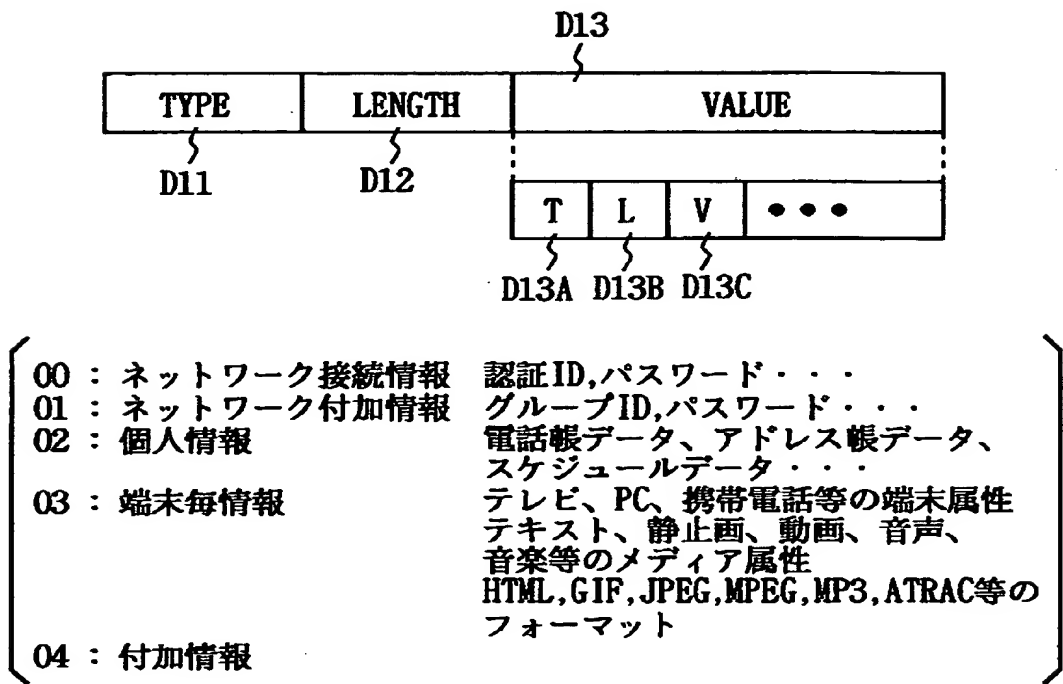 D13
TYPE LENGTH VALUE
D11 D12
T L V •••
D13A D13B D13C
00 : ネットワーク接続情報 認証ID,パスワード・・・
01 : ネットワーク付加情報 グループID,パスワード・・・
02 : 個人情報 電話帳データ、アドレス帳データ、
スケジュールデータ・・・
03 : 端末毎情報 テレビ、PC、携帯電話等の端末属性
テキスト、静止画、動画、音声、
音楽等のメディア属性
HTML,GIF,JPEG,MPEG,MP3,ATRAC等の
フォーマット
04 : 付加情報